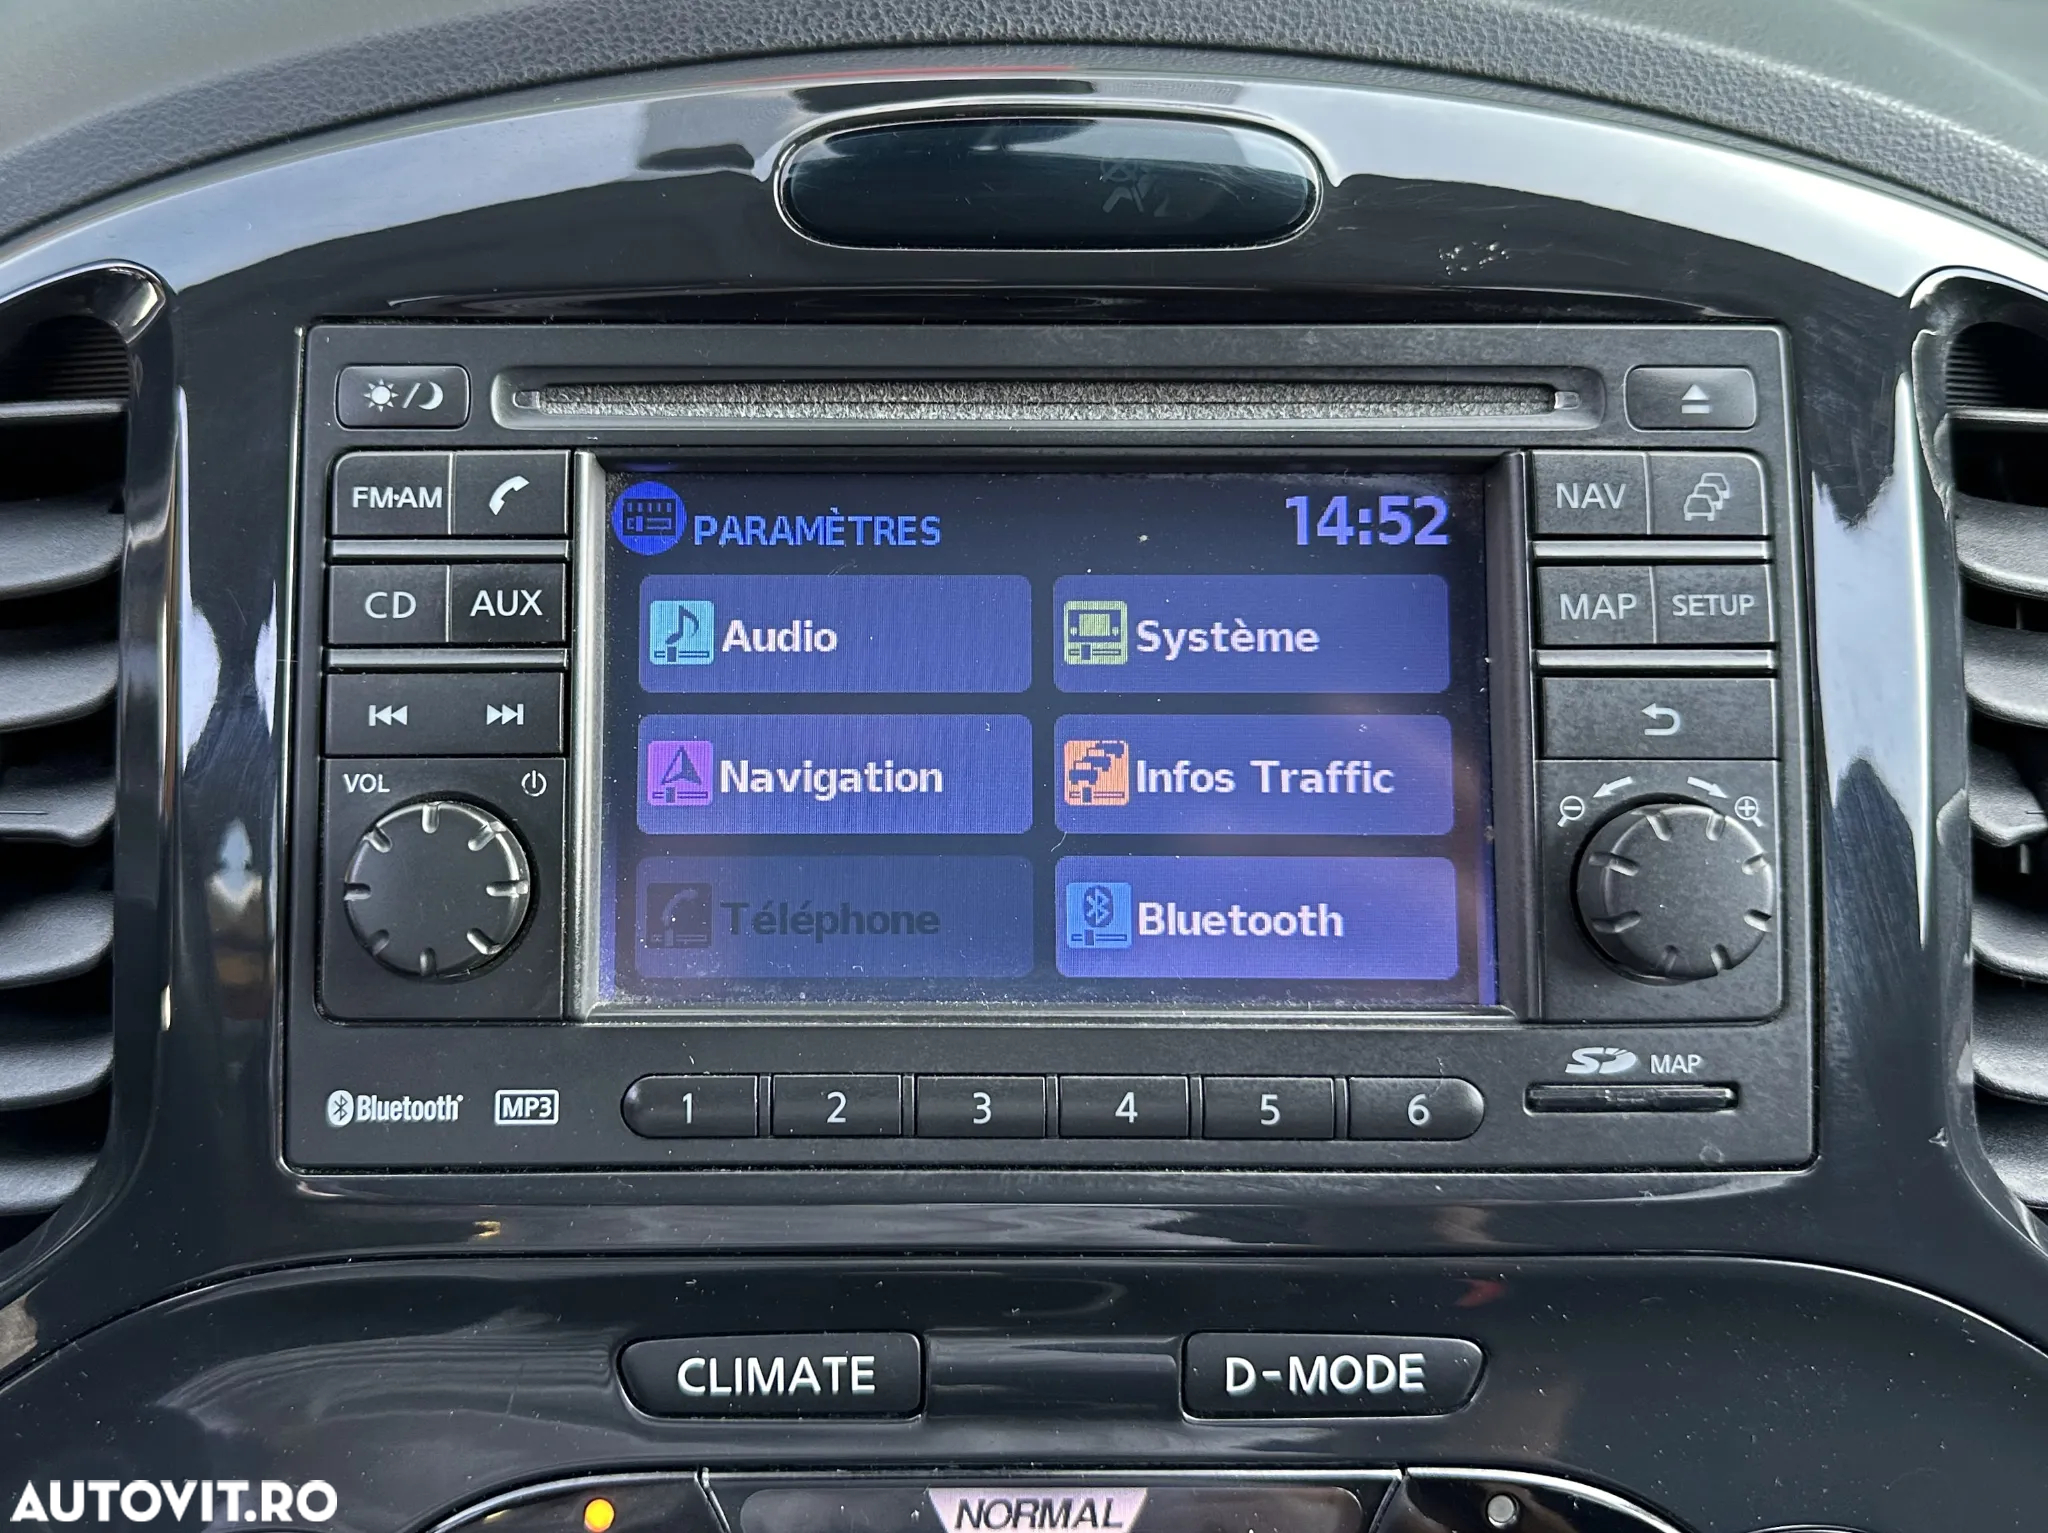 FM·AM
CD AUX
VOL
PARAMÈTRES 14:52
Audio Système
Navigation Infos Traffic
Téléphone Bluetooth
NAV
MAP SETUP
Bluetooth MP3
1 2 3 4 5 6
SD MAP
CLIMATE D-MODE
NORMAL
AUTOVIT.RO